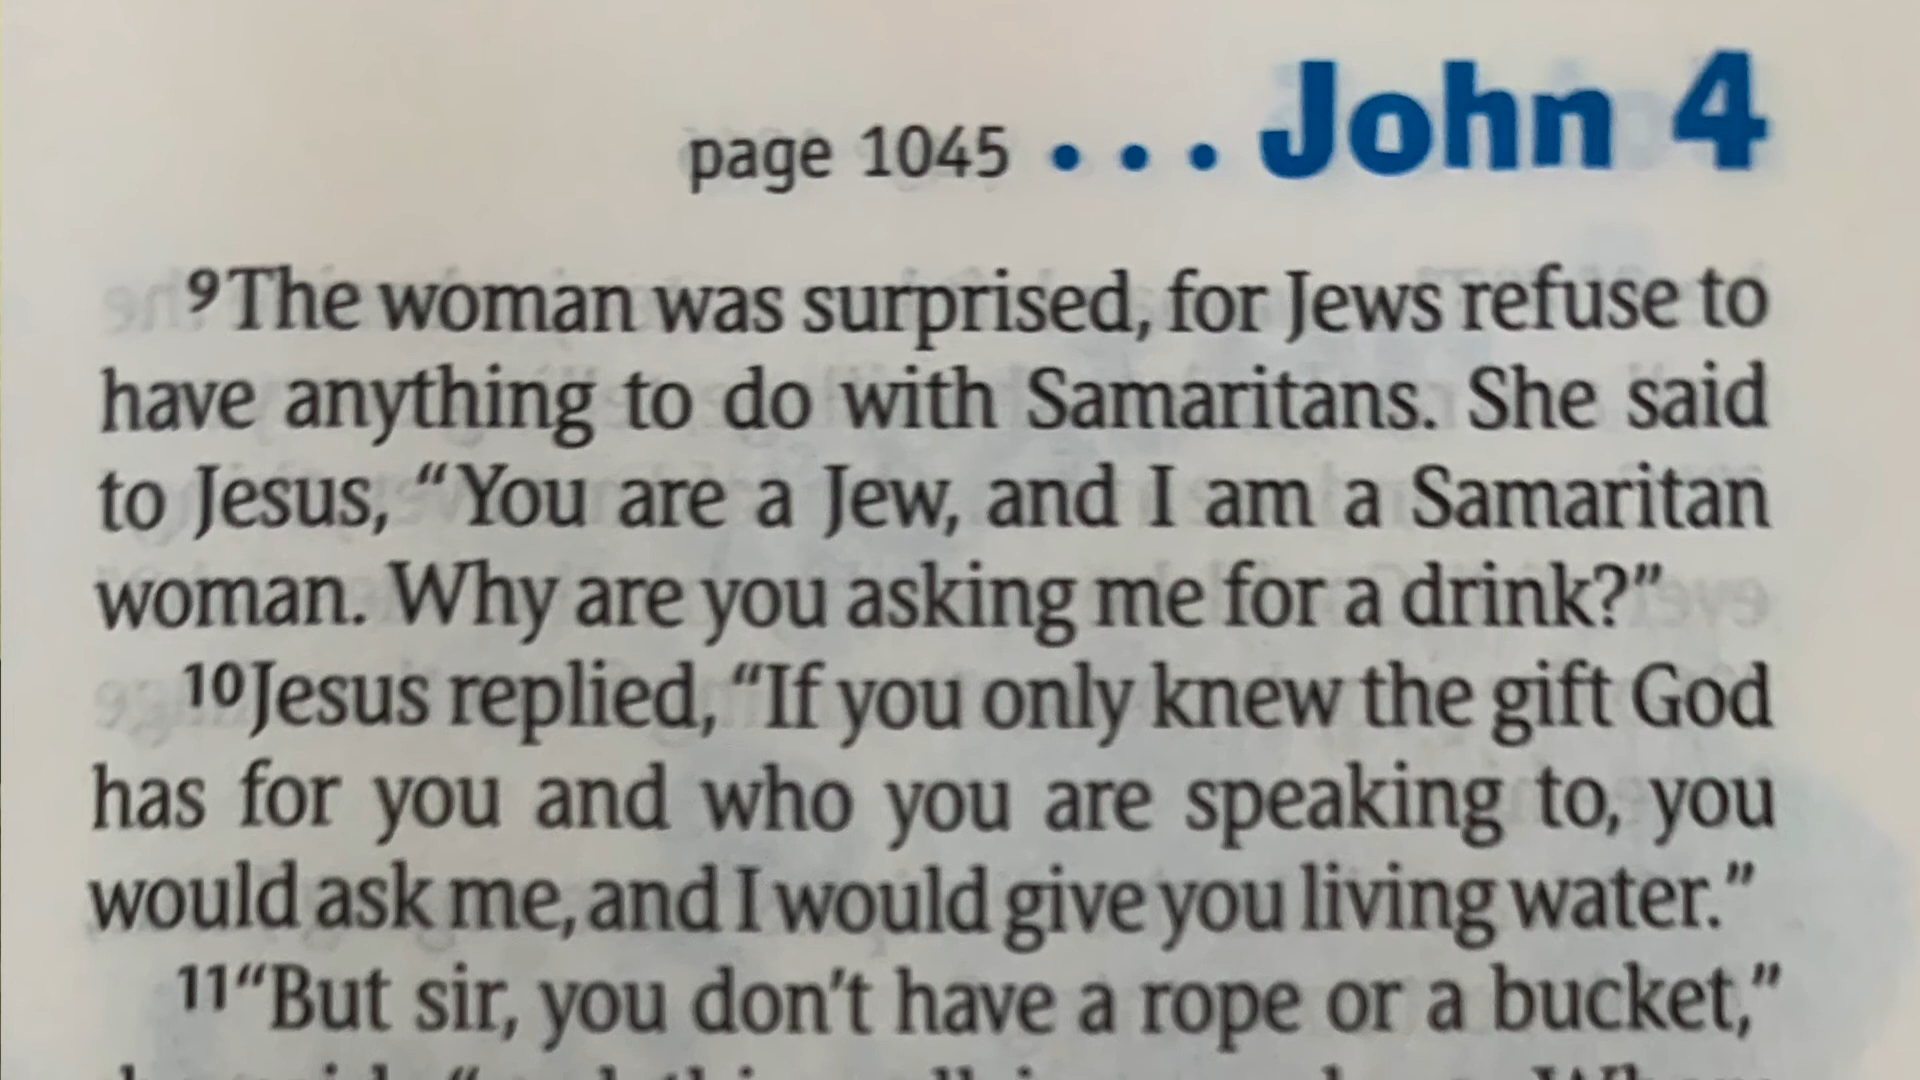 page 1045 • • • John 4
9The woman was surprised, for Jews refuse to
have anything to do with Samaritans. She said
to Jesus, “You are a Jew, and I am a Samaritan
woman. Why are you asking me for a drink?”
10Jesus replied, “If you only knew the gift God
has for you and who you are speaking to, you
would ask me, and I would give you living water.”
11“But sir, you don’t have a rope or a bucket,”